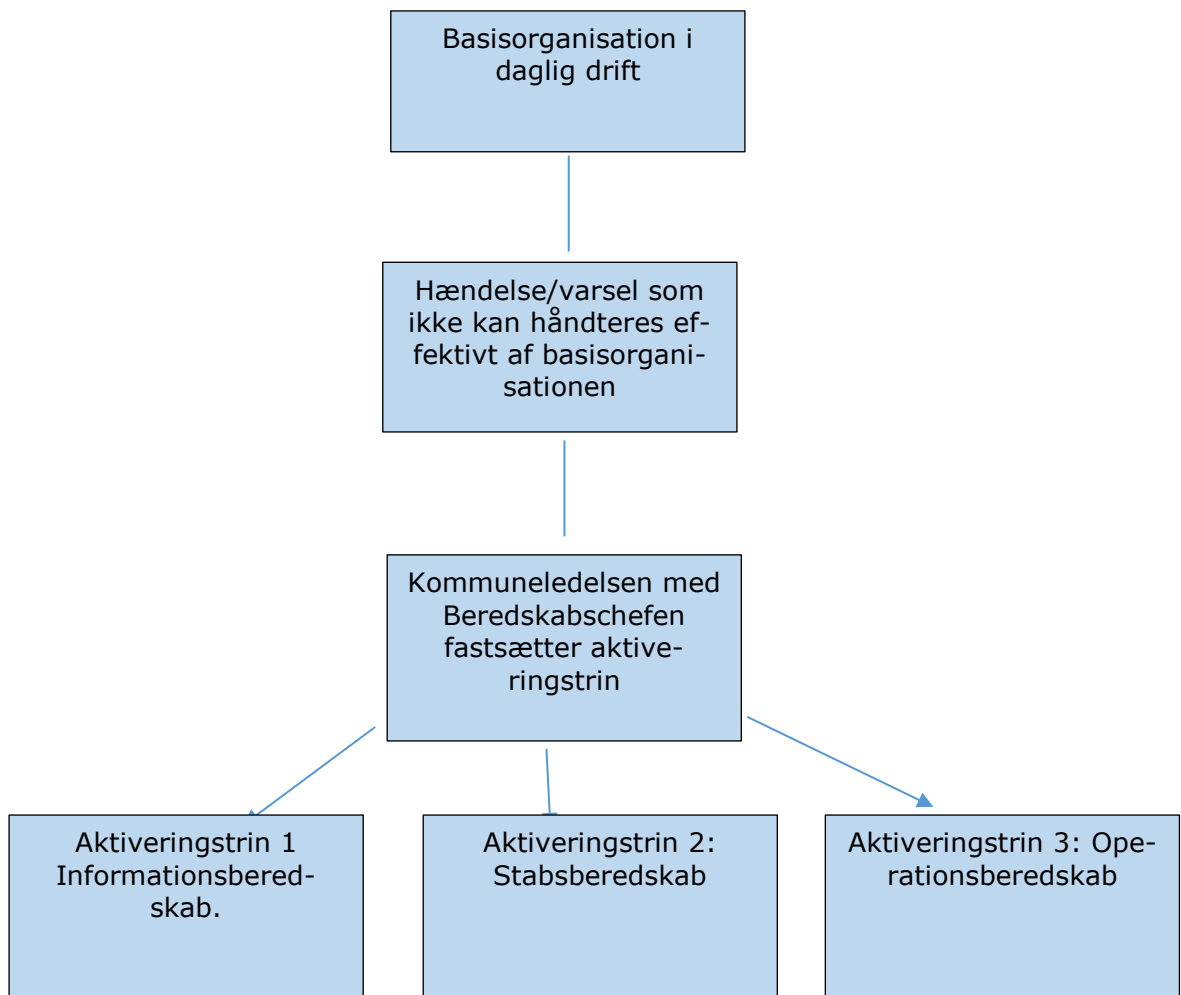 Basisorganisation i
daglig drift
Hændelse/varsel som
ikke kan håndteres ef-
fektivt af basisorgani-
sationen
Kommuneledelsen med
Beredskabschefen
fastsætter aktive-
ringstrin
Aktiveringstrin 1
Informationsbered-
skab.
Aktiveringstrin 2:
Stabsberedskab
Aktiveringstrin 3: Ope-
rationsberedskab